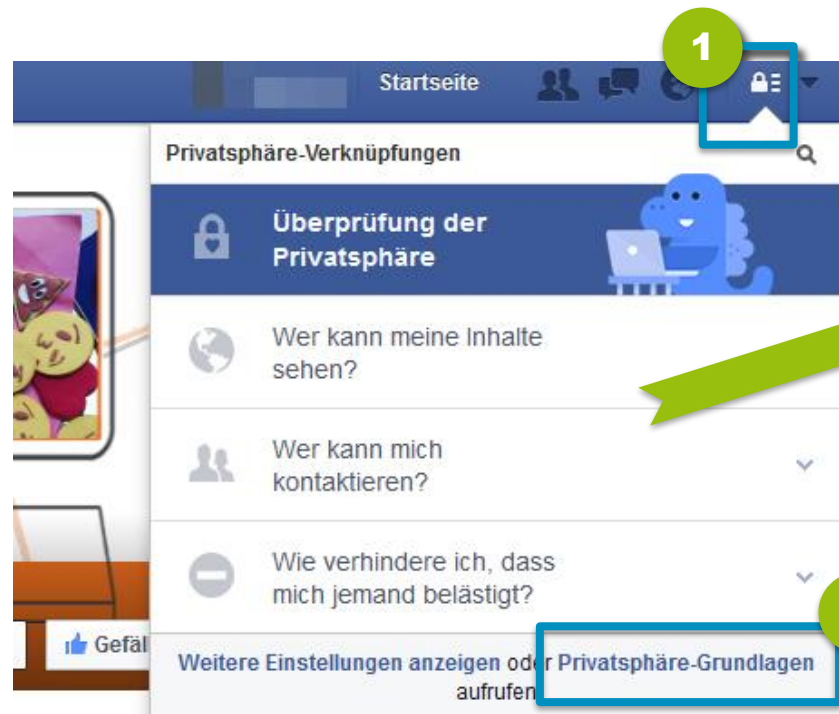 1
Startseite
Privatsphäre-Verknüpfungen
Überprüfung der
Privatsphäre
Wer kann meine Inhalte
sehen?
Wer kann mich
kontaktieren?
Wie verhindere ich, dass
mich jemand belästigt?
Gefäl
Weitere Einstellungen anzeigen oder Privatsphäre-Grundlagen
aufrufen